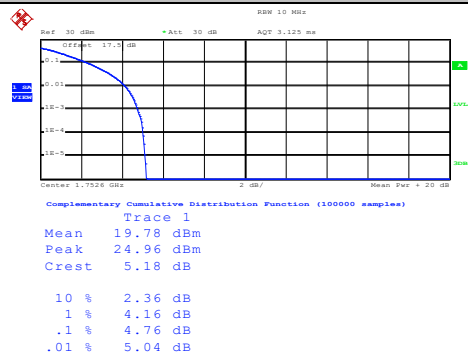 RBW 10 MHz
Ref 30 dBm *Att 30 dB AQT 3.125 ms
Offset 17.5 dB
0.1
A
1 SA
VIEW
0.01
1E-3
LVL
1E-4
1E-5
3DB
Center 1.7526 GHz 2 dB/ Mean Pwr + 20 dB
Complementary Cumulative Distribution Function (100000 samples)
Trace 1
Mean 19.78 dBm
Peak 24.96 dBm
Crest 5.18 dB
10 % 2.36 dB
1 % 4.16 dB
.1 % 4.76 dB
.01 % 5.04 dB